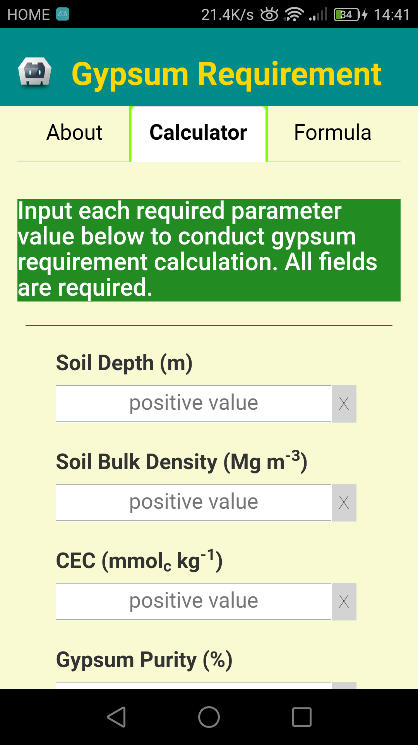 HOME 21.4K/s 84 14:41
Gypsum Requirement
About Calculator Formula
Input each required parameter
value below to conduct gypsum
requirement calculation. All fields
are required.
Soil Depth (m)
positive value X
Soil Bulk Density (Mg m⁻³)
positive value X
CEC (mmol꜀ kg⁻¹)
positive value X
Gypsum Purity (%)